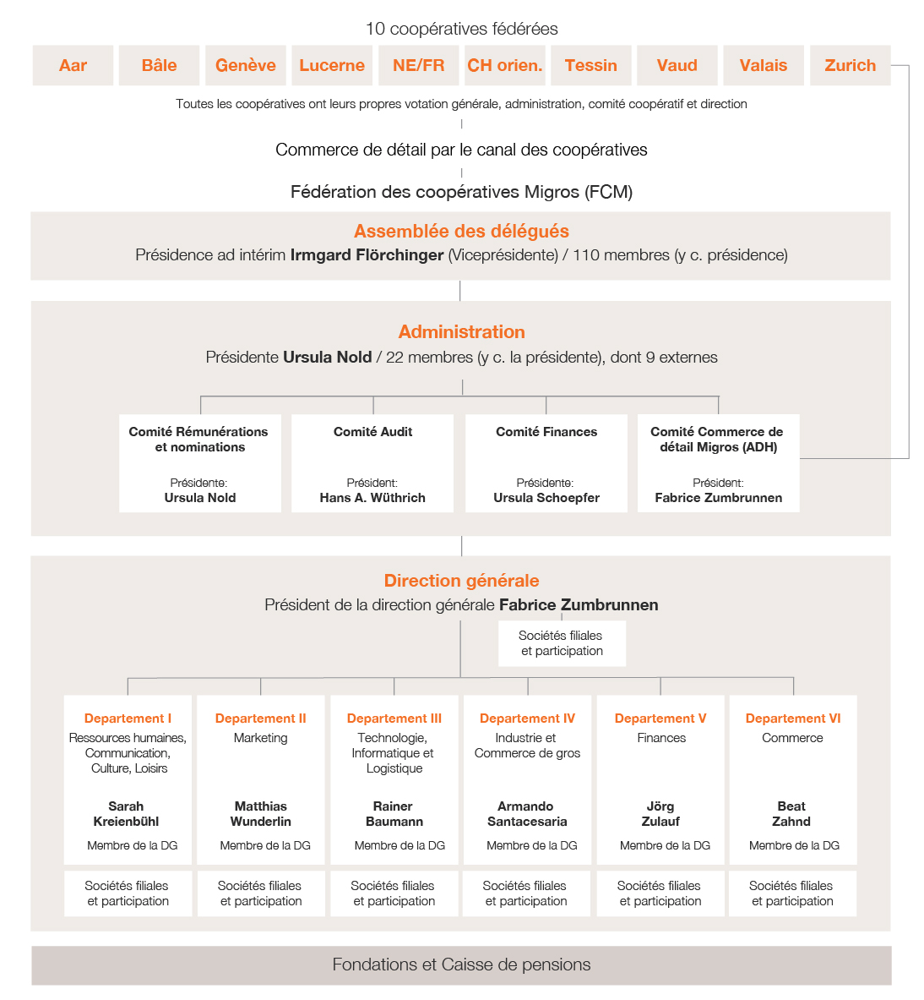 10 coopératives fédérées
Aar
Bâle
Genève
Lucerne
NE/FR
CH orien.
Tessin
Vaud
Valais
Zurich
Toutes les coopératives ont leurs propres votation générale, administration, comité coopératif et direction
Commerce de détail par le canal des coopératives
Fédération des coopératives Migros (FCM)
Assemblée des délégués
Présidence ad intérim Irmgard Flörchinger (Viceprésidente) / 110 membres (y c. présidence)
Administration
Présidente Ursula Nold / 22 membres (y c. la présidente), dont 9 externes
Comité Rémunérations
et nominations
Présidente:
Ursula Nold
Comité Audit
Président:
Hans A. Wüthrich
Comité Finances
Présidente:
Ursula Schoepfer
Comité Commerce de
détail Migros (ADH)
Président:
Fabrice Zumbrunnen
Direction générale
Président de la direction générale Fabrice Zumbrunnen
Sociétés filiales
et participation
Departement I
Ressources humaines,
Communication,
Culture, Loisirs
Sarah
Kreienbühl
Membre de la DG
Sociétés filiales
et participation
Departement II
Marketing
Matthias
Wunderlin
Membre de la DG
Sociétés filiales
et participation
Departement III
Technologie,
Informatique et
Logistique
Rainer
Baumann
Membre de la DG
Sociétés filiales
et participation
Departement IV
Industrie et
Commerce de gros
Armando
Santacesaria
Membre de la DG
Sociétés filiales
et participation
Departement V
Finances
Jörg
Zulauf
Membre de la DG
Sociétés filiales
et participation
Departement VI
Commerce
Beat
Zahnd
Membre de la DG
Sociétés filiales
et participation
Fondations et Caisse de pensions